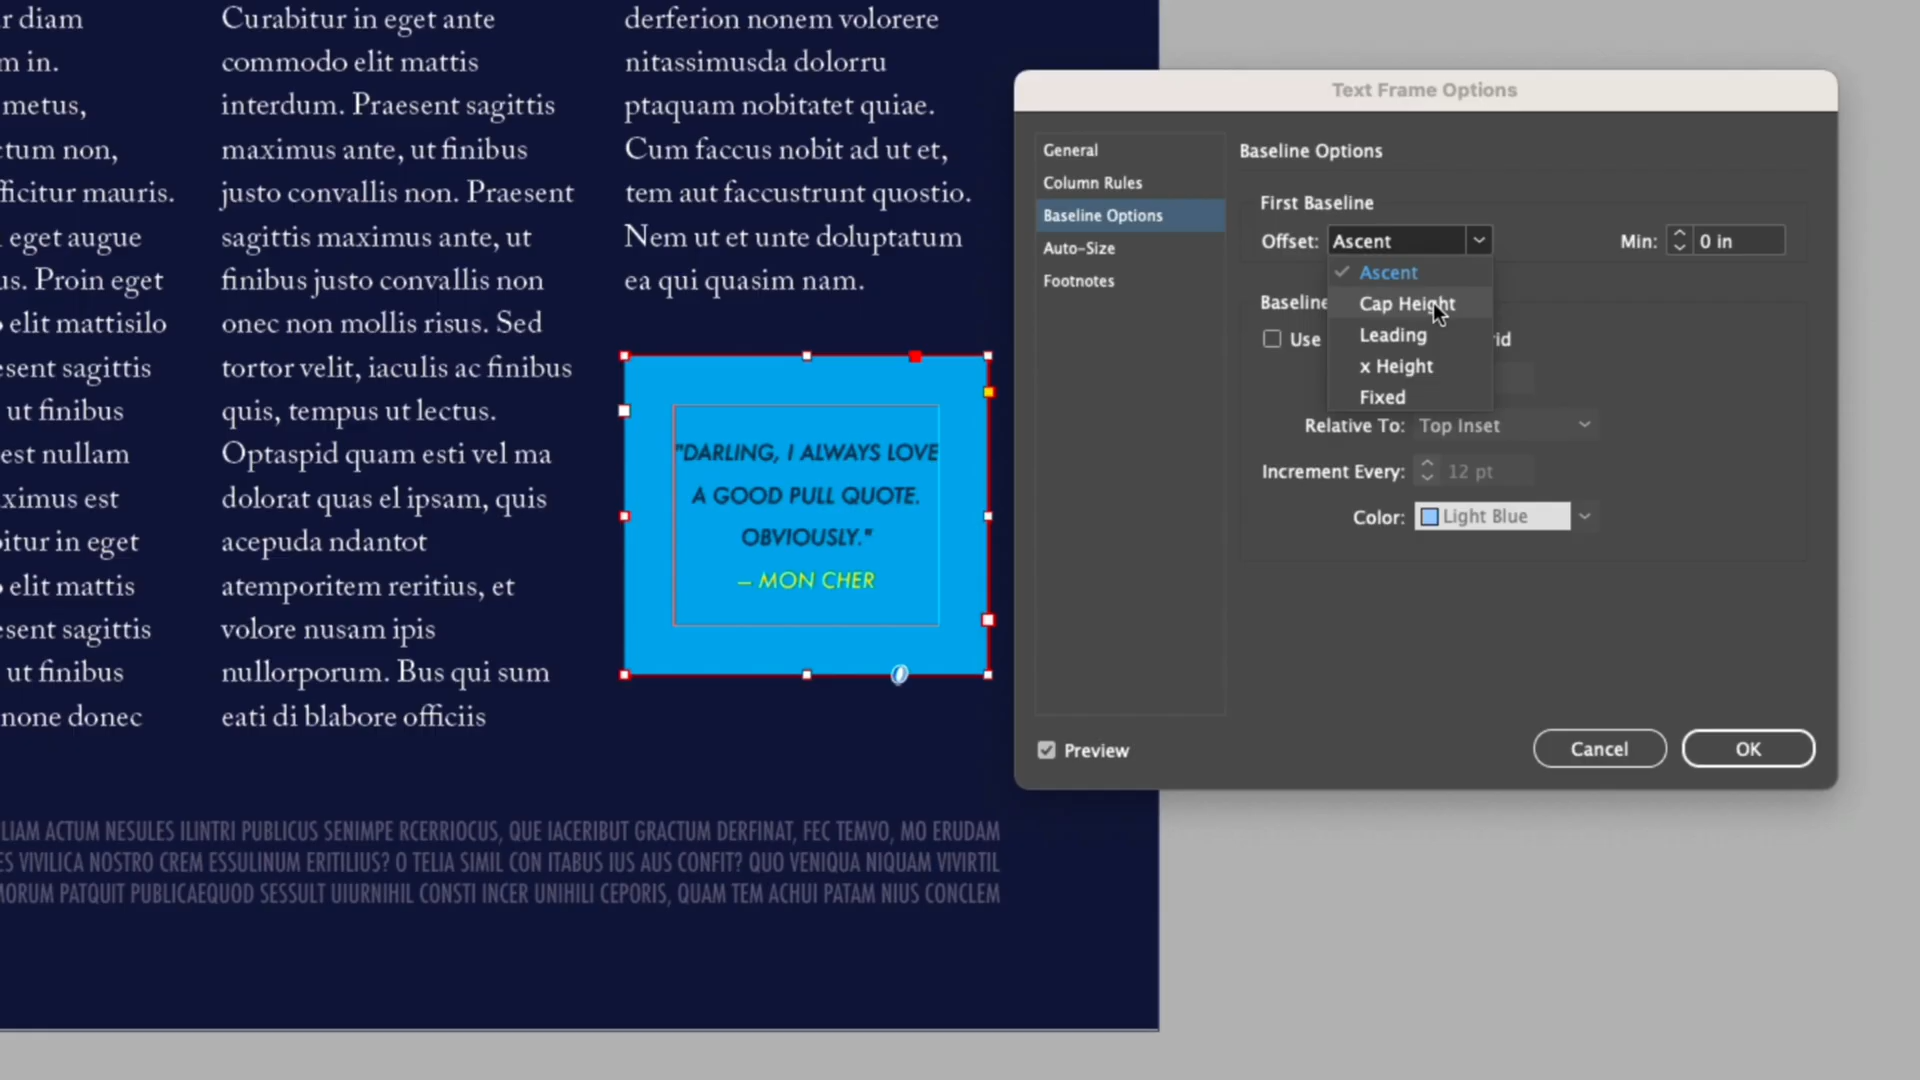 r diam
m in.
metus,
ctum non,
fficitur mauris.
eget augue
us. Proin eget
elit mattisilo
esent sagittis
ut finibus
est nullam
aximus est
bitur in eget
elit mattis
esent sagittis
ut finibus
none donec
Curabitur in eget ante
commodo elit mattis
interdum. Praesent sagittis
maximus ante, ut finibus
justo convallis non. Praesent
sagittis maximus ante, ut
finibus justo convallis non
onec non mollis risus. Sed
tortor velit, iaculis ac finibus
quis, tempus ut lectus.
Optaspid quam esti vel ma
dolorat quas el ipsam, quis
acepuda ndantot
atemporitem reritius, et
volore nusam ipis
nullorporum. Bus qui sum
eati di blabore officiis
derferion nonem volorere
nitassimusda dolorru
ptaquam nobitatet quiae.
Cum faccus nobit ad ut et,
tem aut faccustrunt quostio.
Nem ut et unte doluptatum
ea qui quasim nam.
"DARLING, I ALWAYS LOVE
A GOOD PULL QUOTE.
OBVIOUSLY."
– MON CHER
LIAM ACTUM NESULES ILINTRI PUBLICUS SENIMPE RCERRIOCUS, QUE IACERIBUT GRACTUM DERFINAT, FEC TEMVO, MO ERUDAM
ES VIVILICA NOSTRO CREM ESSULINUM ERITILIUS? O TELIA SIMIL CON ITABUS IUS AUS CONFIT? QUO VENIQUA NIQUAM VIVIRTIL
MORUM PATQUIT PUBLICAEQUOD SESSULT UIURNIHIL CONSTI INCER UNIHILI CEPORIS, QUAM TEM ACHUI PATAM NIUS CONCLEM
Text Frame Options
General
Column Rules
Baseline Options
Auto-Size
Footnotes
Baseline Options
First Baseline
Offset: Ascent Min: 0 in
Ascent
Cap Height
Leading
x Height
Fixed
Baseline
Use rid
Relative To: Top Inset
Increment Every: 12 pt
Color: Light Blue
Preview
Cancel
OK